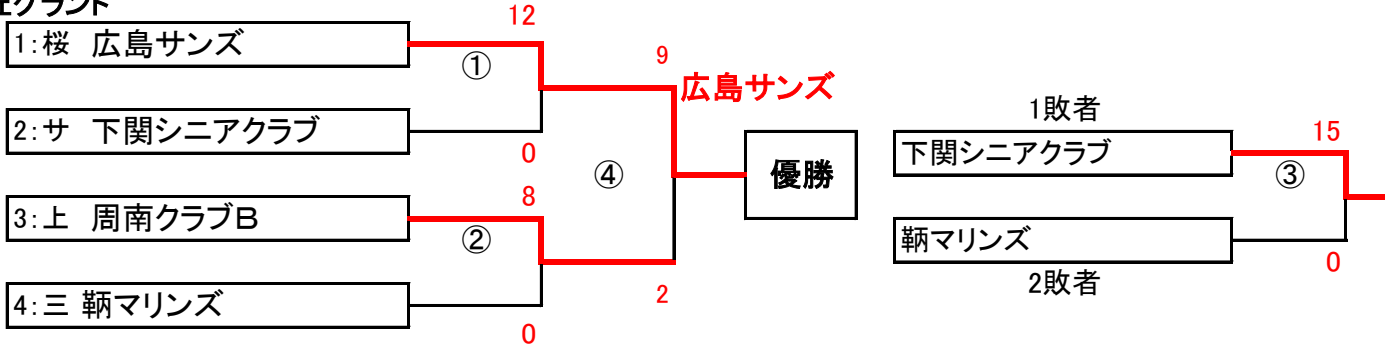 グランド
12
1:桜 広島サンズ
①
9
広島サンズ
2:サ 下関シニアクラブ
0
④
優勝
8
3:上 周南クラブB
②
2
4:三 鞆マリンズ
0
1敗者
15
下関シニアクラブ
③
鞆マリンズ
0
2敗者